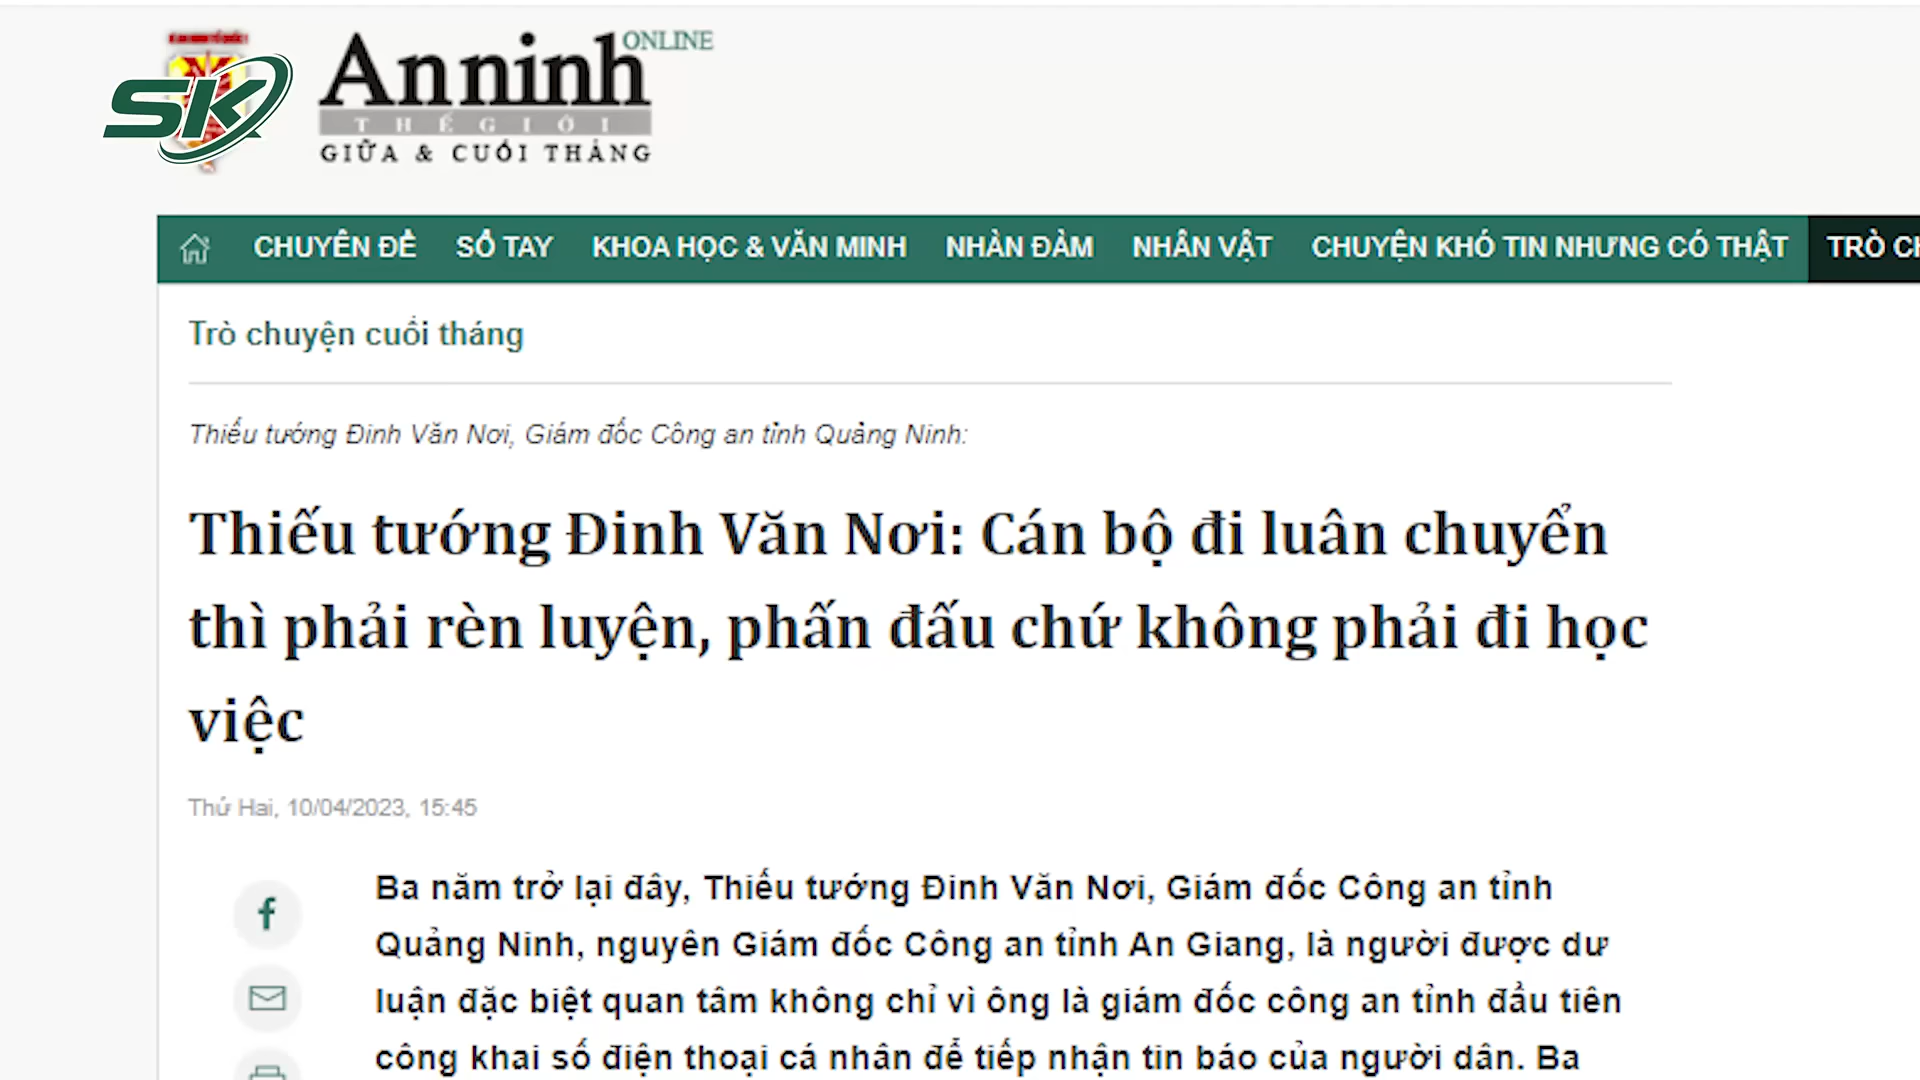 SK
An ninh ONLINE
THẾ GIỚI
GIỮA & CUỐI THÁNG
CHUYÊN ĐỀ SỔ TAY KHOA HỌC & VĂN MINH NHÀN ĐÀM NHÂN VẬT CHUYỆN KHÓ TIN NHƯNG CÓ THẬT TRÒ CH
Trò chuyện cuối tháng
Thiếu tướng Đinh Văn Nơi, Giám đốc Công an tỉnh Quảng Ninh:
Thiếu tướng Đinh Văn Nơi: Cán bộ đi luân chuyển
thì phải rèn luyện, phấn đấu chứ không phải đi học
việc
Thứ Hai, 10/04/2023, 15:45
Ba năm trở lại đây, Thiếu tướng Đinh Văn Nơi, Giám đốc Công an tỉnh
Quảng Ninh, nguyên Giám đốc Công an tỉnh An Giang, là người được dư
luận đặc biệt quan tâm không chỉ vì ông là giám đốc công an tỉnh đầu tiên
công khai số điện thoại cá nhân để tiếp nhận tin báo của người dân. Ba